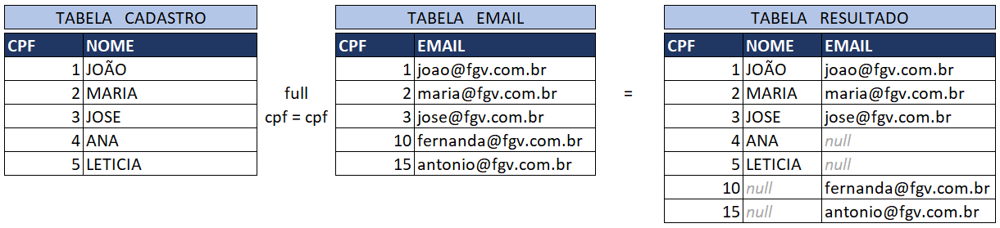 TABELA CADASTRO TABELA EMAIL TABELA RESULTADO
CPF NOME CPF EMAIL CPF NOME EMAIL
1 JOÃO 1 joao@fgv.com.br 1 JOÃO joao@fgv.com.br
2 MARIA full 2 maria@fgv.com.br = 2 MARIA maria@fgv.com.br
3 JOSE cpf = cpf 3 jose@fgv.com.br 3 JOSE jose@fgv.com.br
4 ANA 10 fernanda@fgv.com.br 4 ANA null
5 LETICIA 15 antonio@fgv.com.br 5 LETICIA null
10 null fernanda@fgv.com.br
15 null antonio@fgv.com.br